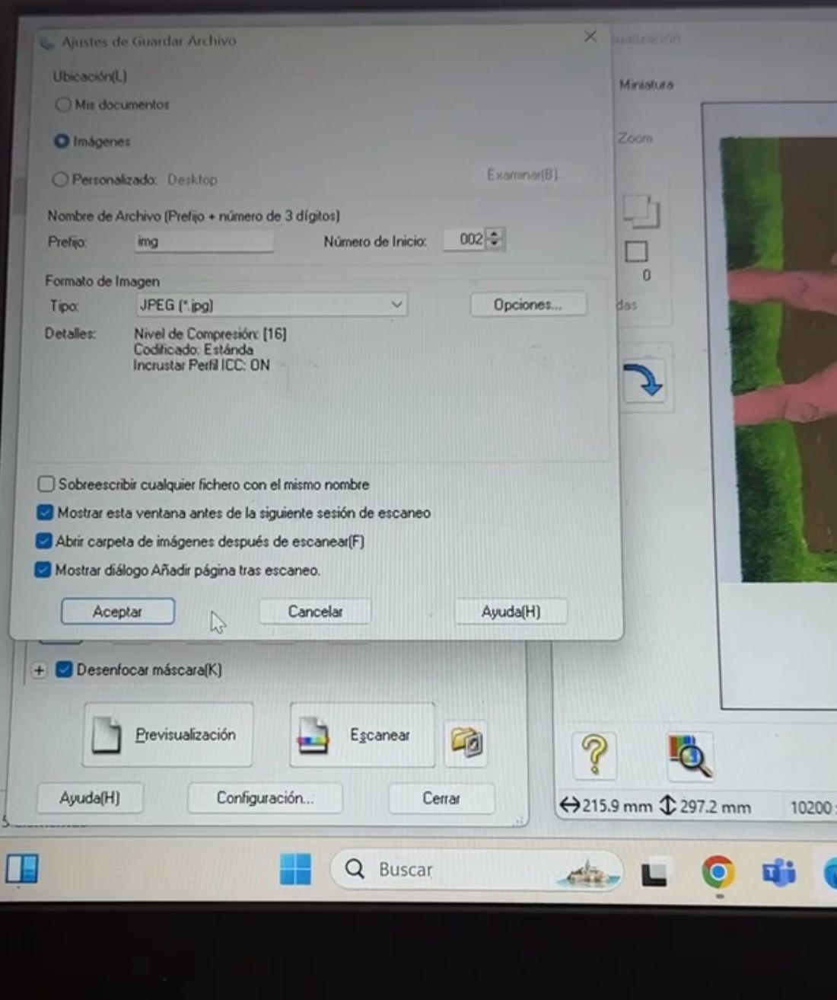 Ajustes de Guardar Archivo
Ubicación(L)
Mis documentos
Imágenes
Personalizado: Desktop
Examinar(B)...
Nombre de Archivo (Prefijo + número de 3 dígitos)
Prefijo: img
Número de Inicio: 002
Formato de Imagen
Tipo: JPEG (*.jpg)
Opciones...
Detalles: Nivel de Compresión: [16]
Codificado: Estánda
Incrustar Perfil ICC: ON
Sobreescribir cualquier fichero con el mismo nombre
Mostrar esta ventana antes de la siguiente sesión de escaneo
Abrir carpeta de imágenes después de escanear(F)
Mostrar diálogo Añadir página tras escaneo.
Aceptar
Cancelar
Ayuda(H)
Desenfocar máscara(K)
Previsualización
Escanear
Ayuda(H)
Configuración...
Cerrar
Miniatura
Zoom
0
das
215.9 mm 297.2 mm
10200
Buscar